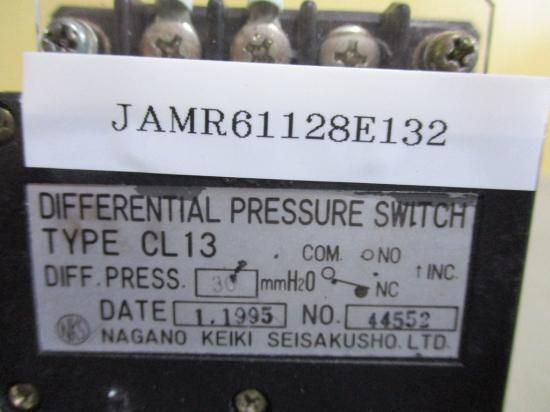 JAMR61128E132
DIFFERENTIAL PRESSURE SWITCH
TYPE CL13
COM. NO
DIFF. PRESS. 30 mmH2O NC ↑INC.
DATE 1.1995 NO. 44552
NKS NAGANO KEIKI SEISAKUSHO. LTD.